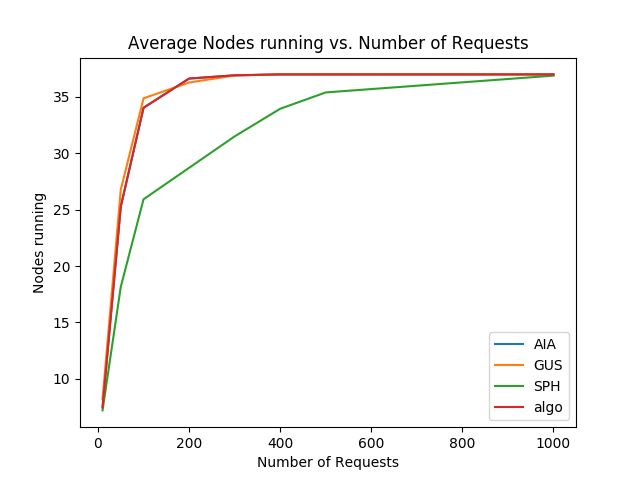 Average Nodes running vs. Number of Requests
Nodes running
35
30
25
20
15
10
0 200 400 600 800 1000
Number of Requests
AIA
GUS
SPH
algo